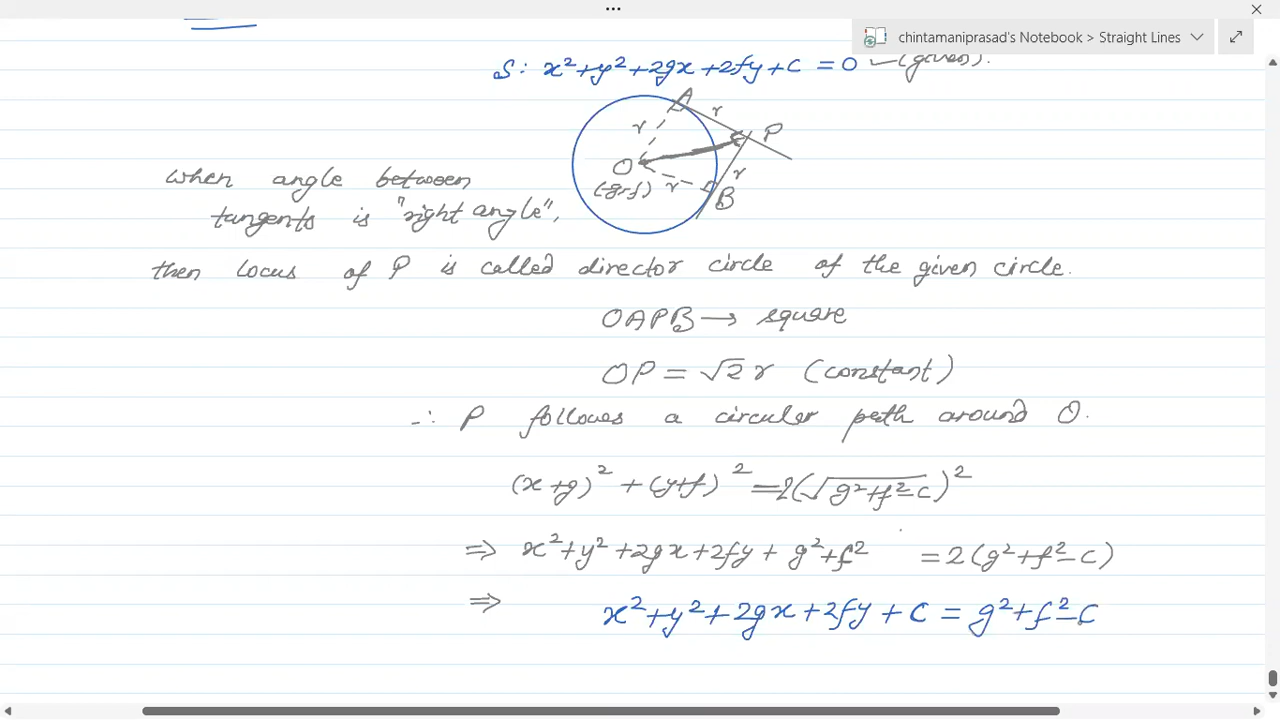 chintamaniprasad's Notebook > Straight Lines
S: x²+y²+2gx+2fy+c = 0 —(given).
A
r
r
P
O
r
r
(-g,-f)
B
when angle between
tangents is "right angle",
then locus of P is called director circle of the given circle.
OAPB → square
OP = √2 r (constant)
∴ P follows a circular path around O.
(x+g)² + (y+f)² = 2(√g²+f²-c)²
⇒ x²+y²+2gx+2fy+g²+f² = 2(g²+f²-c)
⇒ x²+y²+2gx+2fy+c = g²+f²-c